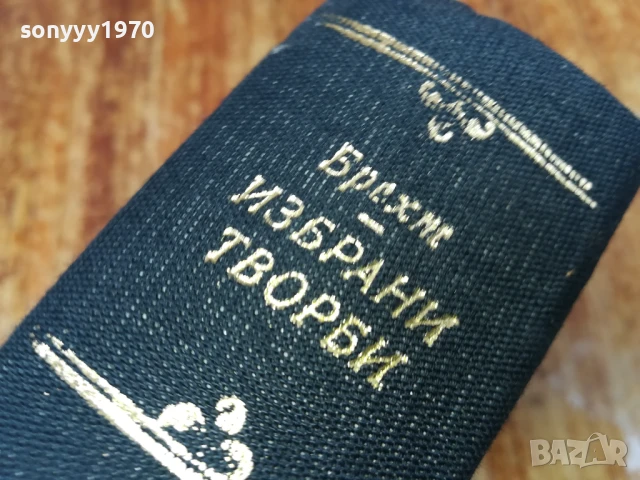 sonyyy1970
Брехт
ИЗБРАНИ
ТВОРБИ
BAZAR